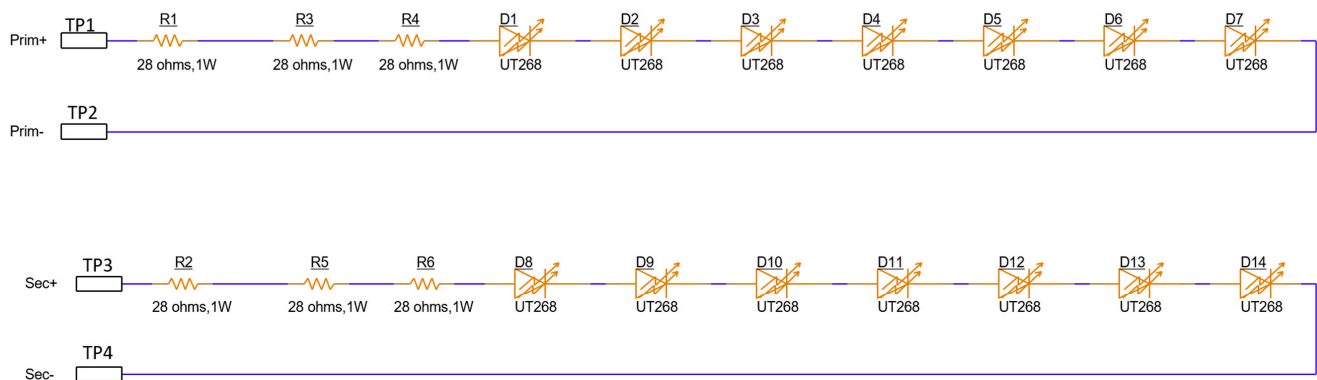 TP1 R1 R3 R4 D1 D2 D3 D4 D5 D6 D7
Prim+
28 ohms,1W 28 ohms,1W 28 ohms,1W UT268 UT268 UT268 UT268 UT268 UT268 UT268
TP2
Prim-
TP3 R2 R5 R6 D8 D9 D10 D11 D12 D13 D14
Sec+
28 ohms,1W 28 ohms,1W 28 ohms,1W UT268 UT268 UT268 UT268 UT268 UT268 UT268
TP4
Sec-